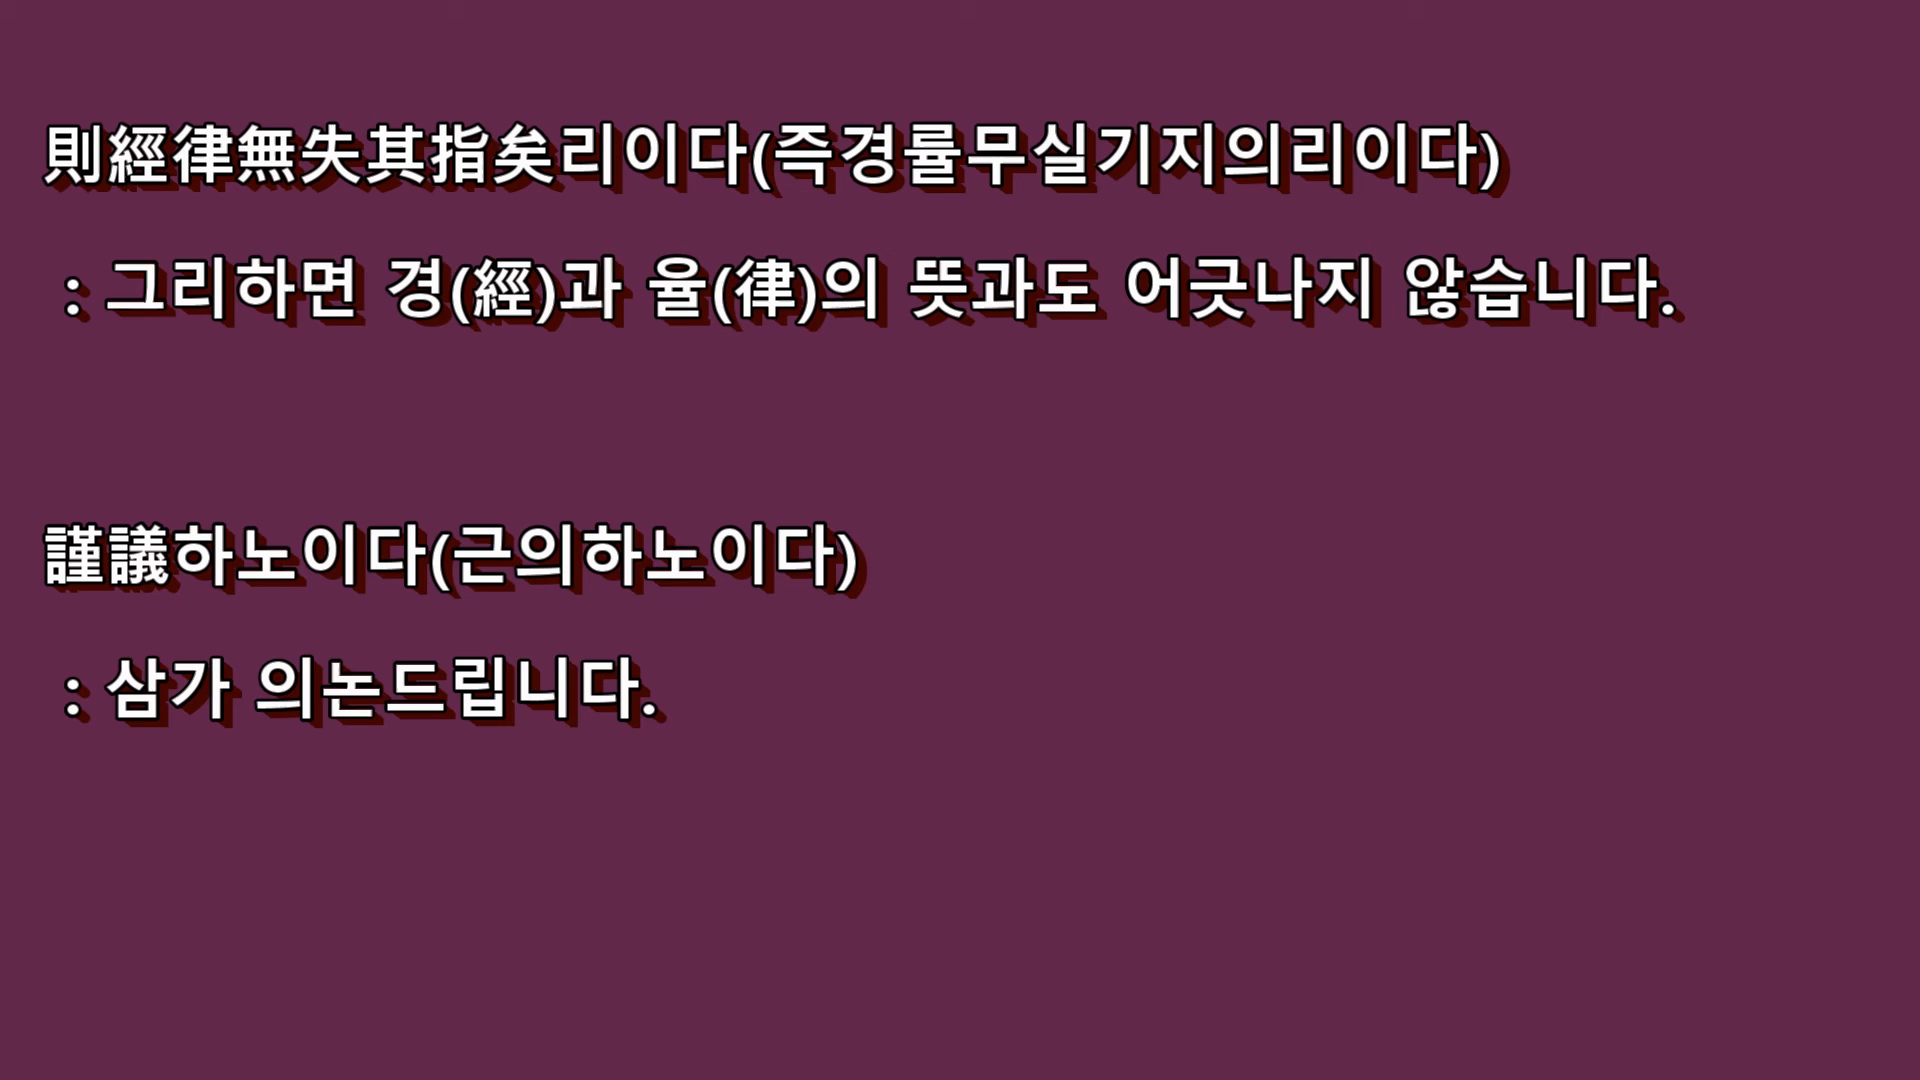 則經律無失其指矣리이다(즉경률무실기지의리이다)
: 그리하면 경(經)과 율(律)의 뜻과도 어긋나지 않습니다.
謹議하노이다(근의하노이다)
: 삼가 의논드립니다.